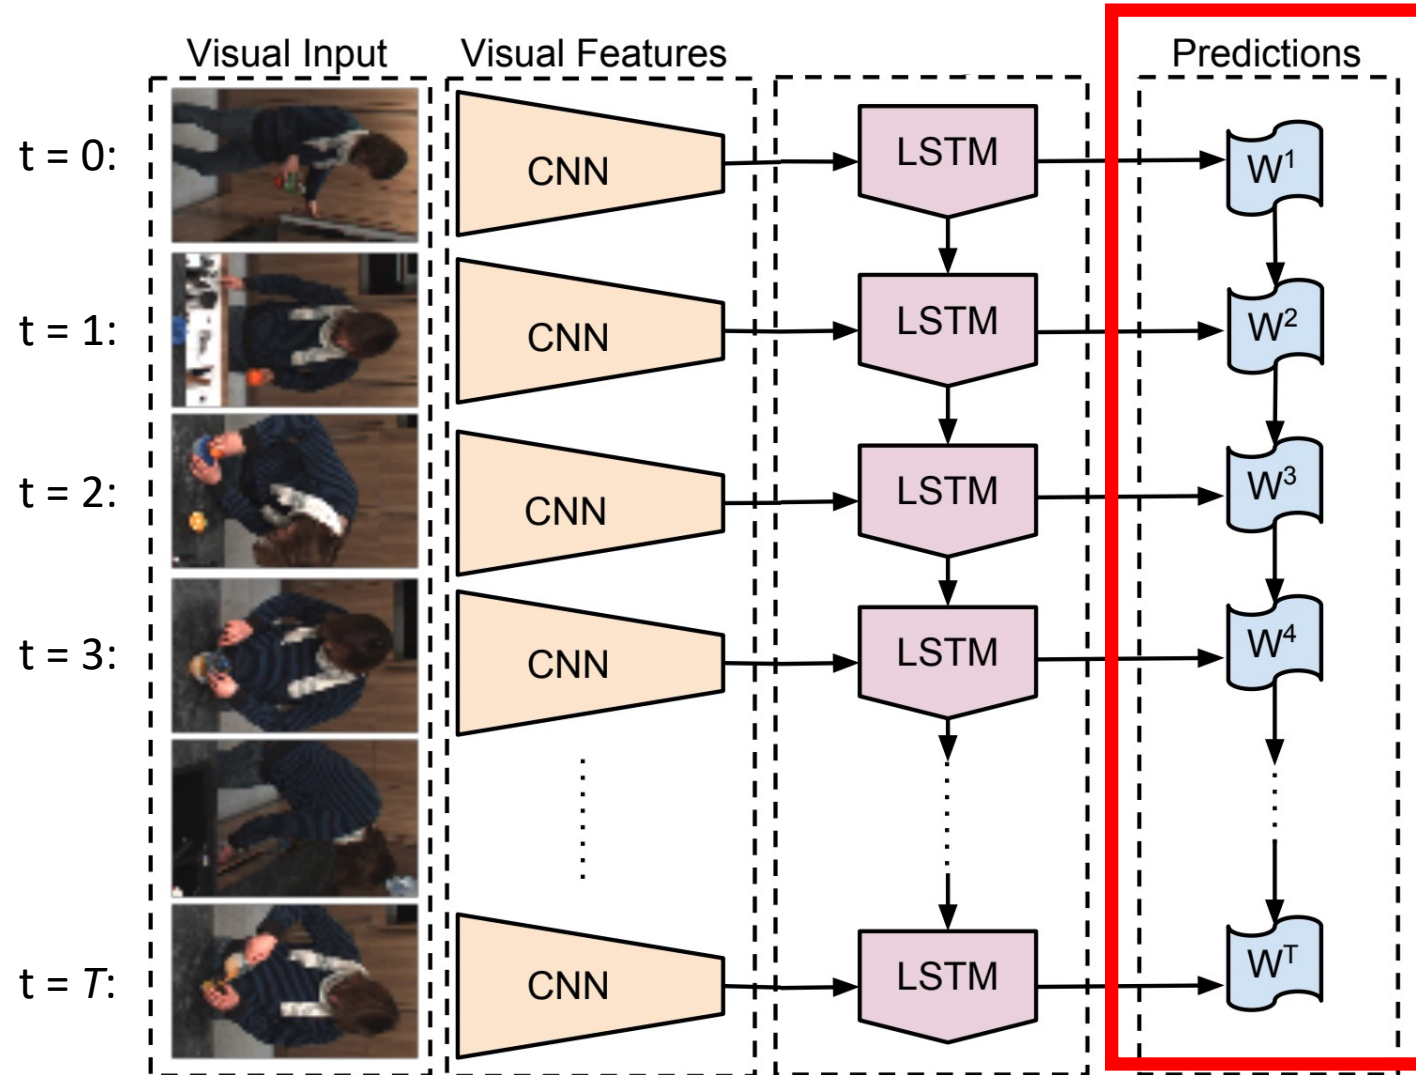 Visual Input Visual Features Predictions
t = 0: CNN LSTM W¹
t = 1: CNN LSTM W²
t = 2: CNN LSTM W³
t = 3: CNN LSTM W⁴
t = T: CNN LSTM Wᵀ